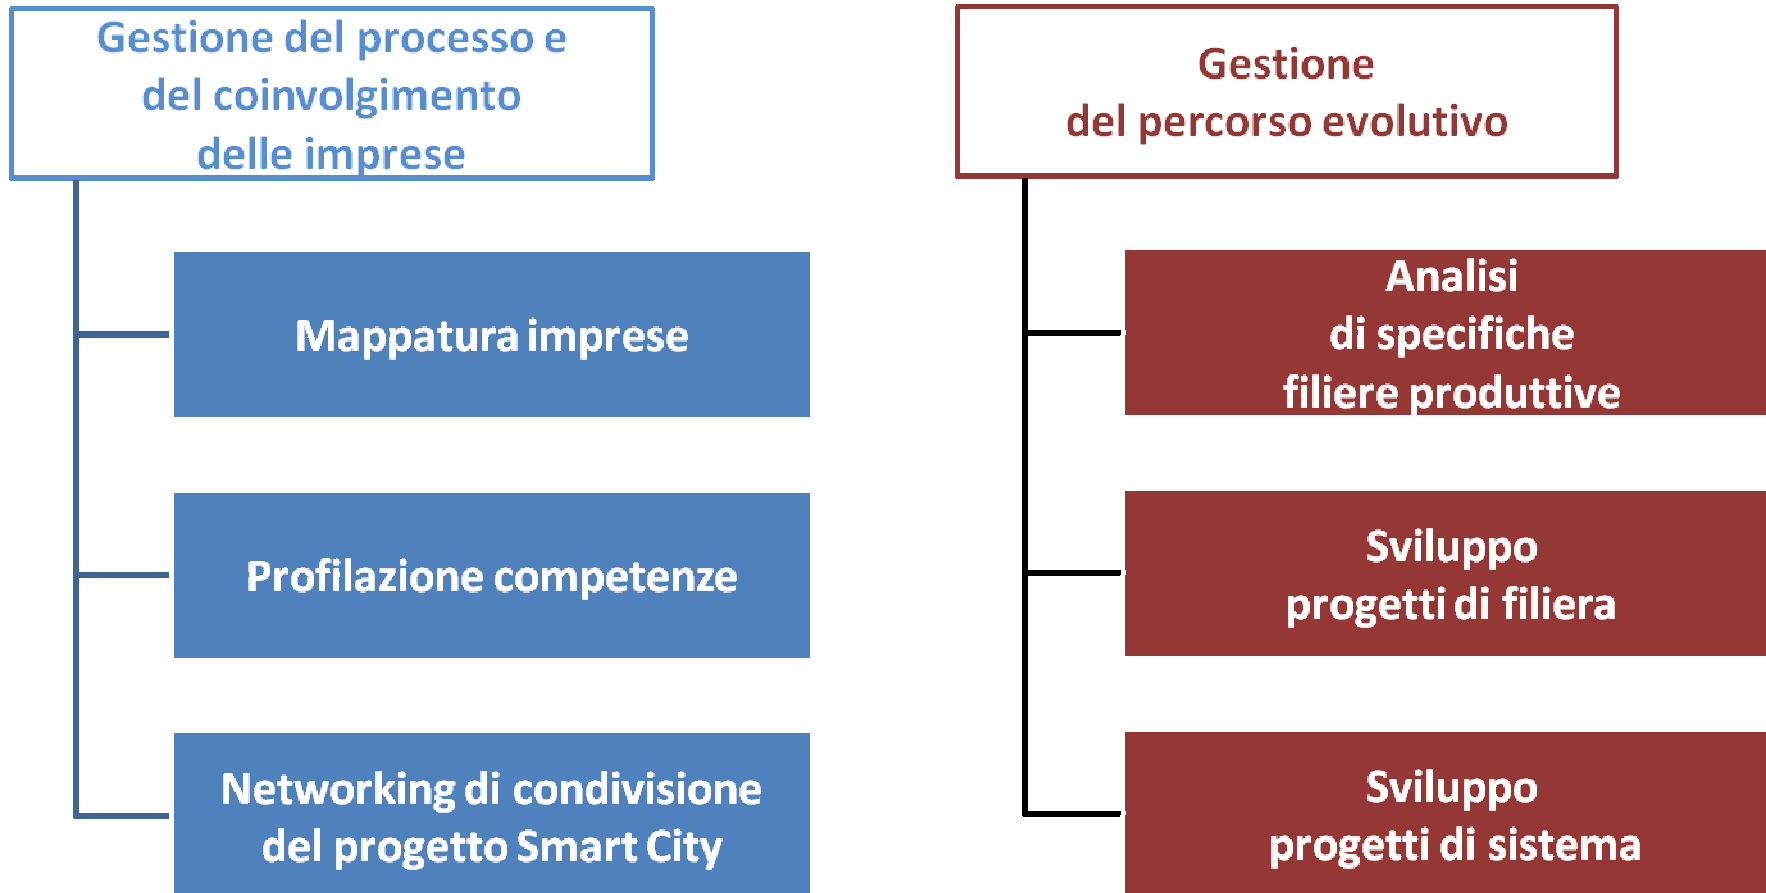 Gestione del processo e
del coinvolgimento
delle imprese
Mappatura imprese
Profilazione competenze
Networking di condivisione
del progetto Smart City
Gestione
del percorso evolutivo
Analisi
di specifiche
filiere produttive
Sviluppo
progetti di filiera
Sviluppo
progetti di sistema